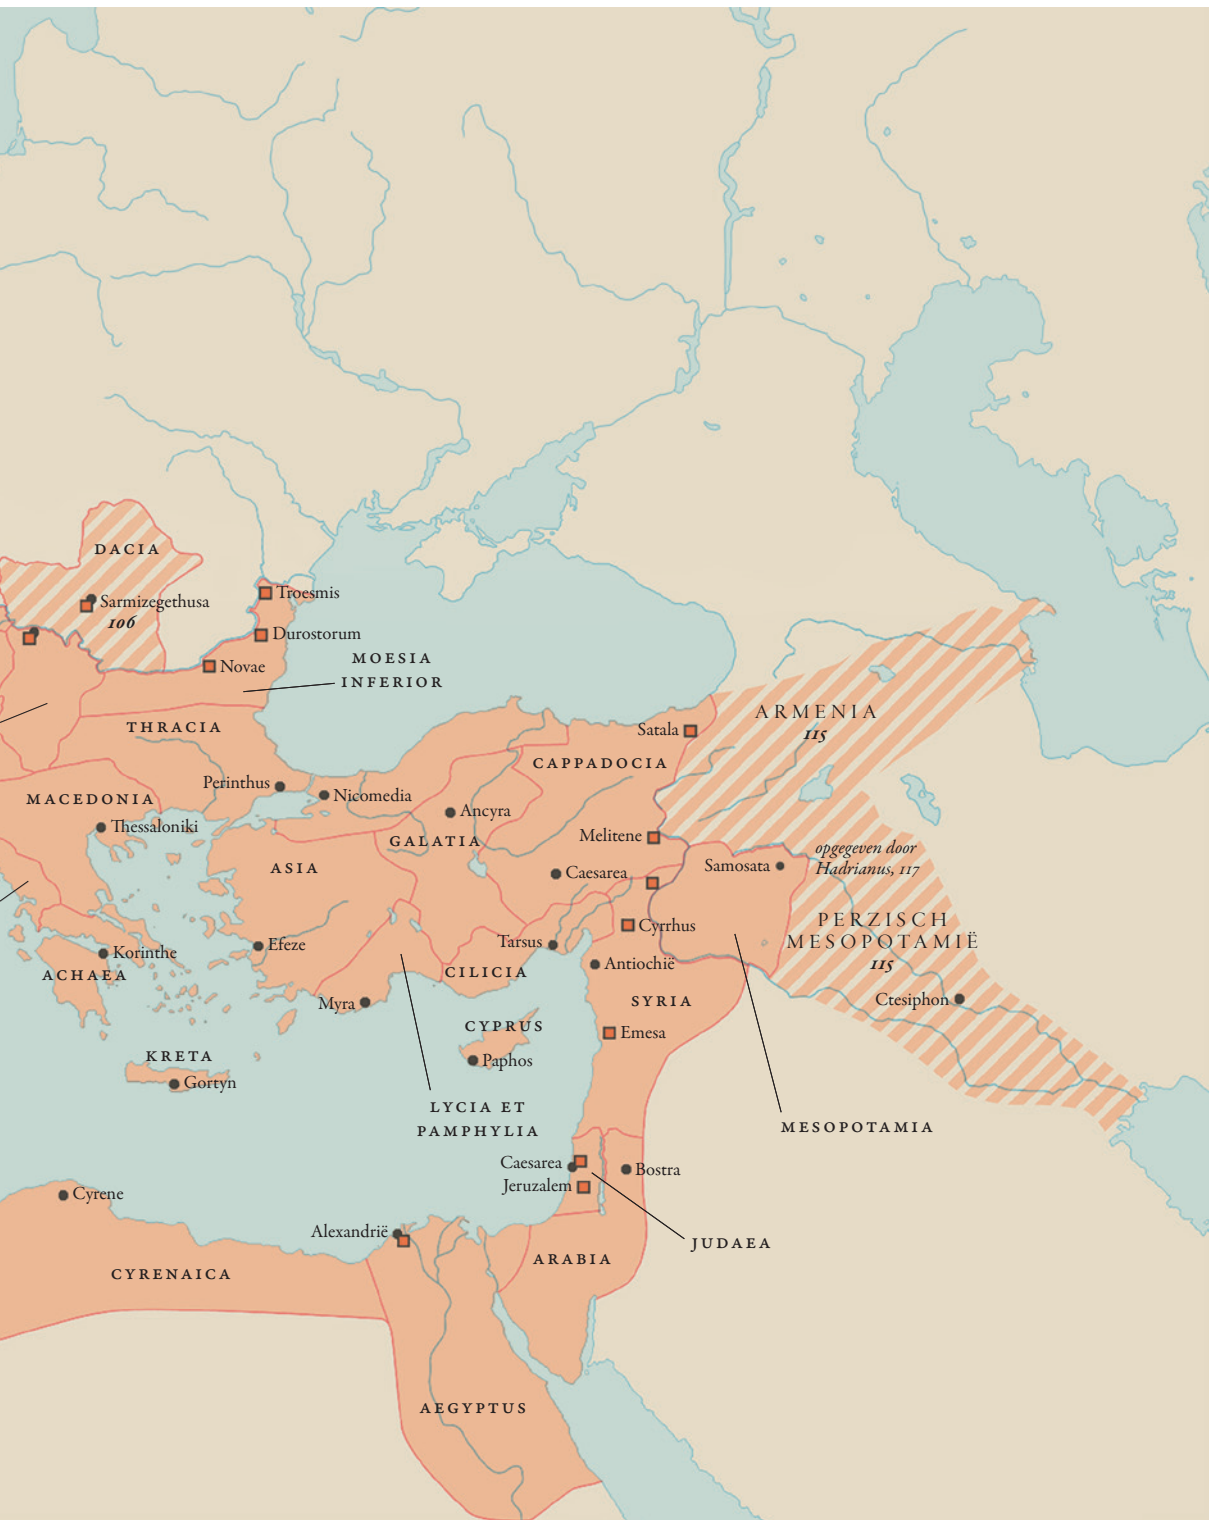 DACIA
Sarmizegethusa
106
Troesmis
Durostorum
Novae
MOESIA
INFERIOR
THRACIA
Perinthus
Nicomedia
MACEDONIA
Thessaloniki
Ancyra
GALATIA
ASIA
Satala
CAPPADOCIA
ARMENIA
115
Melitene
Caesarea
Samosata
opgegeven door
Hadrianus, 117
Cyrrhus
PERZISCH
MESOPOTAMIË
115
Ctesiphon
Efeze
Korinthe
ACHAEA
Tarsus
CILICIA
Antiochië
SYRIA
Myra
CYPRUS
Paphos
Emesa
KRETA
Gortyn
LYCIA ET
PAMPHYLIA
MESOPOTAMIA
Caesarea
Jeruzalem
Bostra
JUDAEA
Cyrene
Alexandrië
CYRENAICA
ARABIA
AEGYPTUS